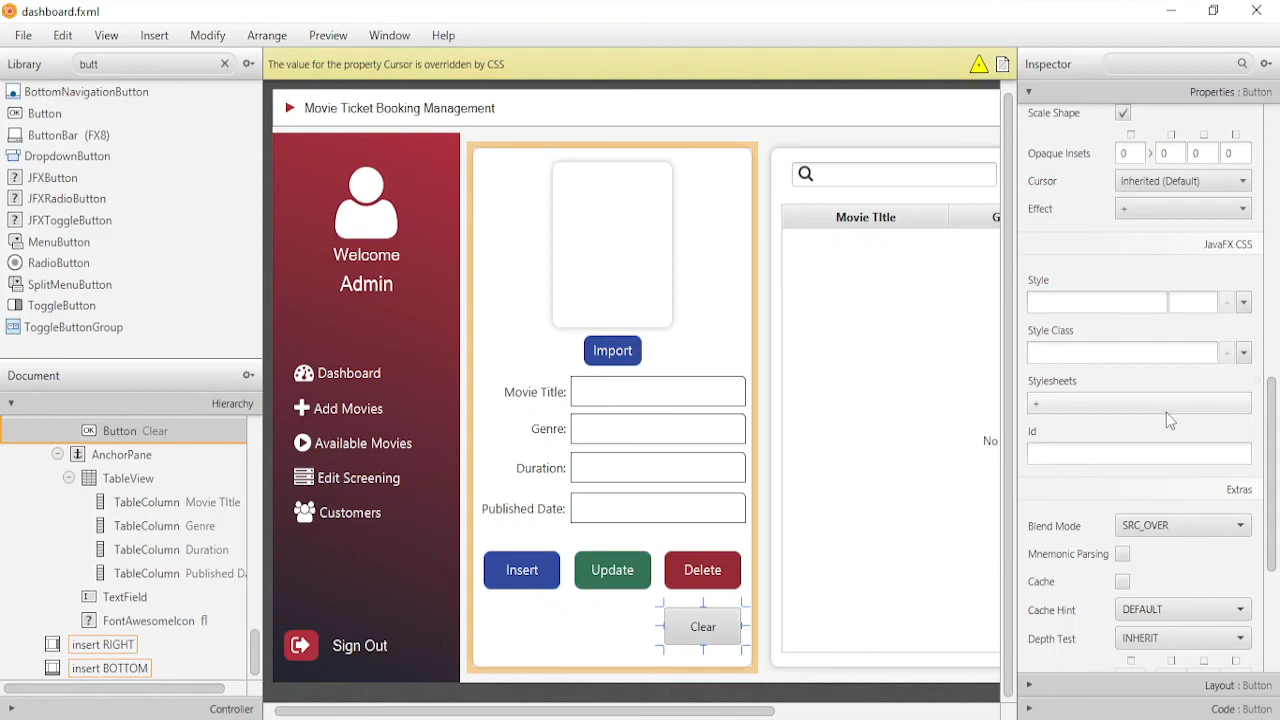 dashboard.fxml
File Edit View Insert Modify Arrange Preview Window Help
Library butt
The value for the property Cursor is overridden by CSS
Inspector
BottomNavigationButton
Button
ButtonBar (FX8)
DropdownButton
JFXButton
JFXRadioButton
JFXToggleButton
MenuButton
RadioButton
SplitMenuButton
ToggleButton
ToggleButtonGroup
Document
Hierarchy
OK Button Clear
AnchorPane
TableView
TableColumn Movie TItle
TableColumn Genre
TableColumn Duration
TableColumn Published Da
TextField
FontAwesomeIcon fl
insert RIGHT
insert BOTTOM
Controller
Movie Ticket Booking Management
Welcome
Admin
Dashboard
Add Movies
Available Movies
Edit Screening
Customers
Sign Out
Import
Movie Title:
Genre:
Duration:
Published Date:
Insert Update Delete
Clear
Movie TItle G
No
Properties : Button
Scale Shape
Opaque Insets 0 0 0 0
Cursor Inherited (Default)
Effect +
JavaFX CSS
Style
Style Class
Stylesheets
+
Id
Extras
Blend Mode SRC_OVER
Mnemonic Parsing
Cache
Cache Hint DEFAULT
Depth Test INHERIT
Layout : Button
Code : Button